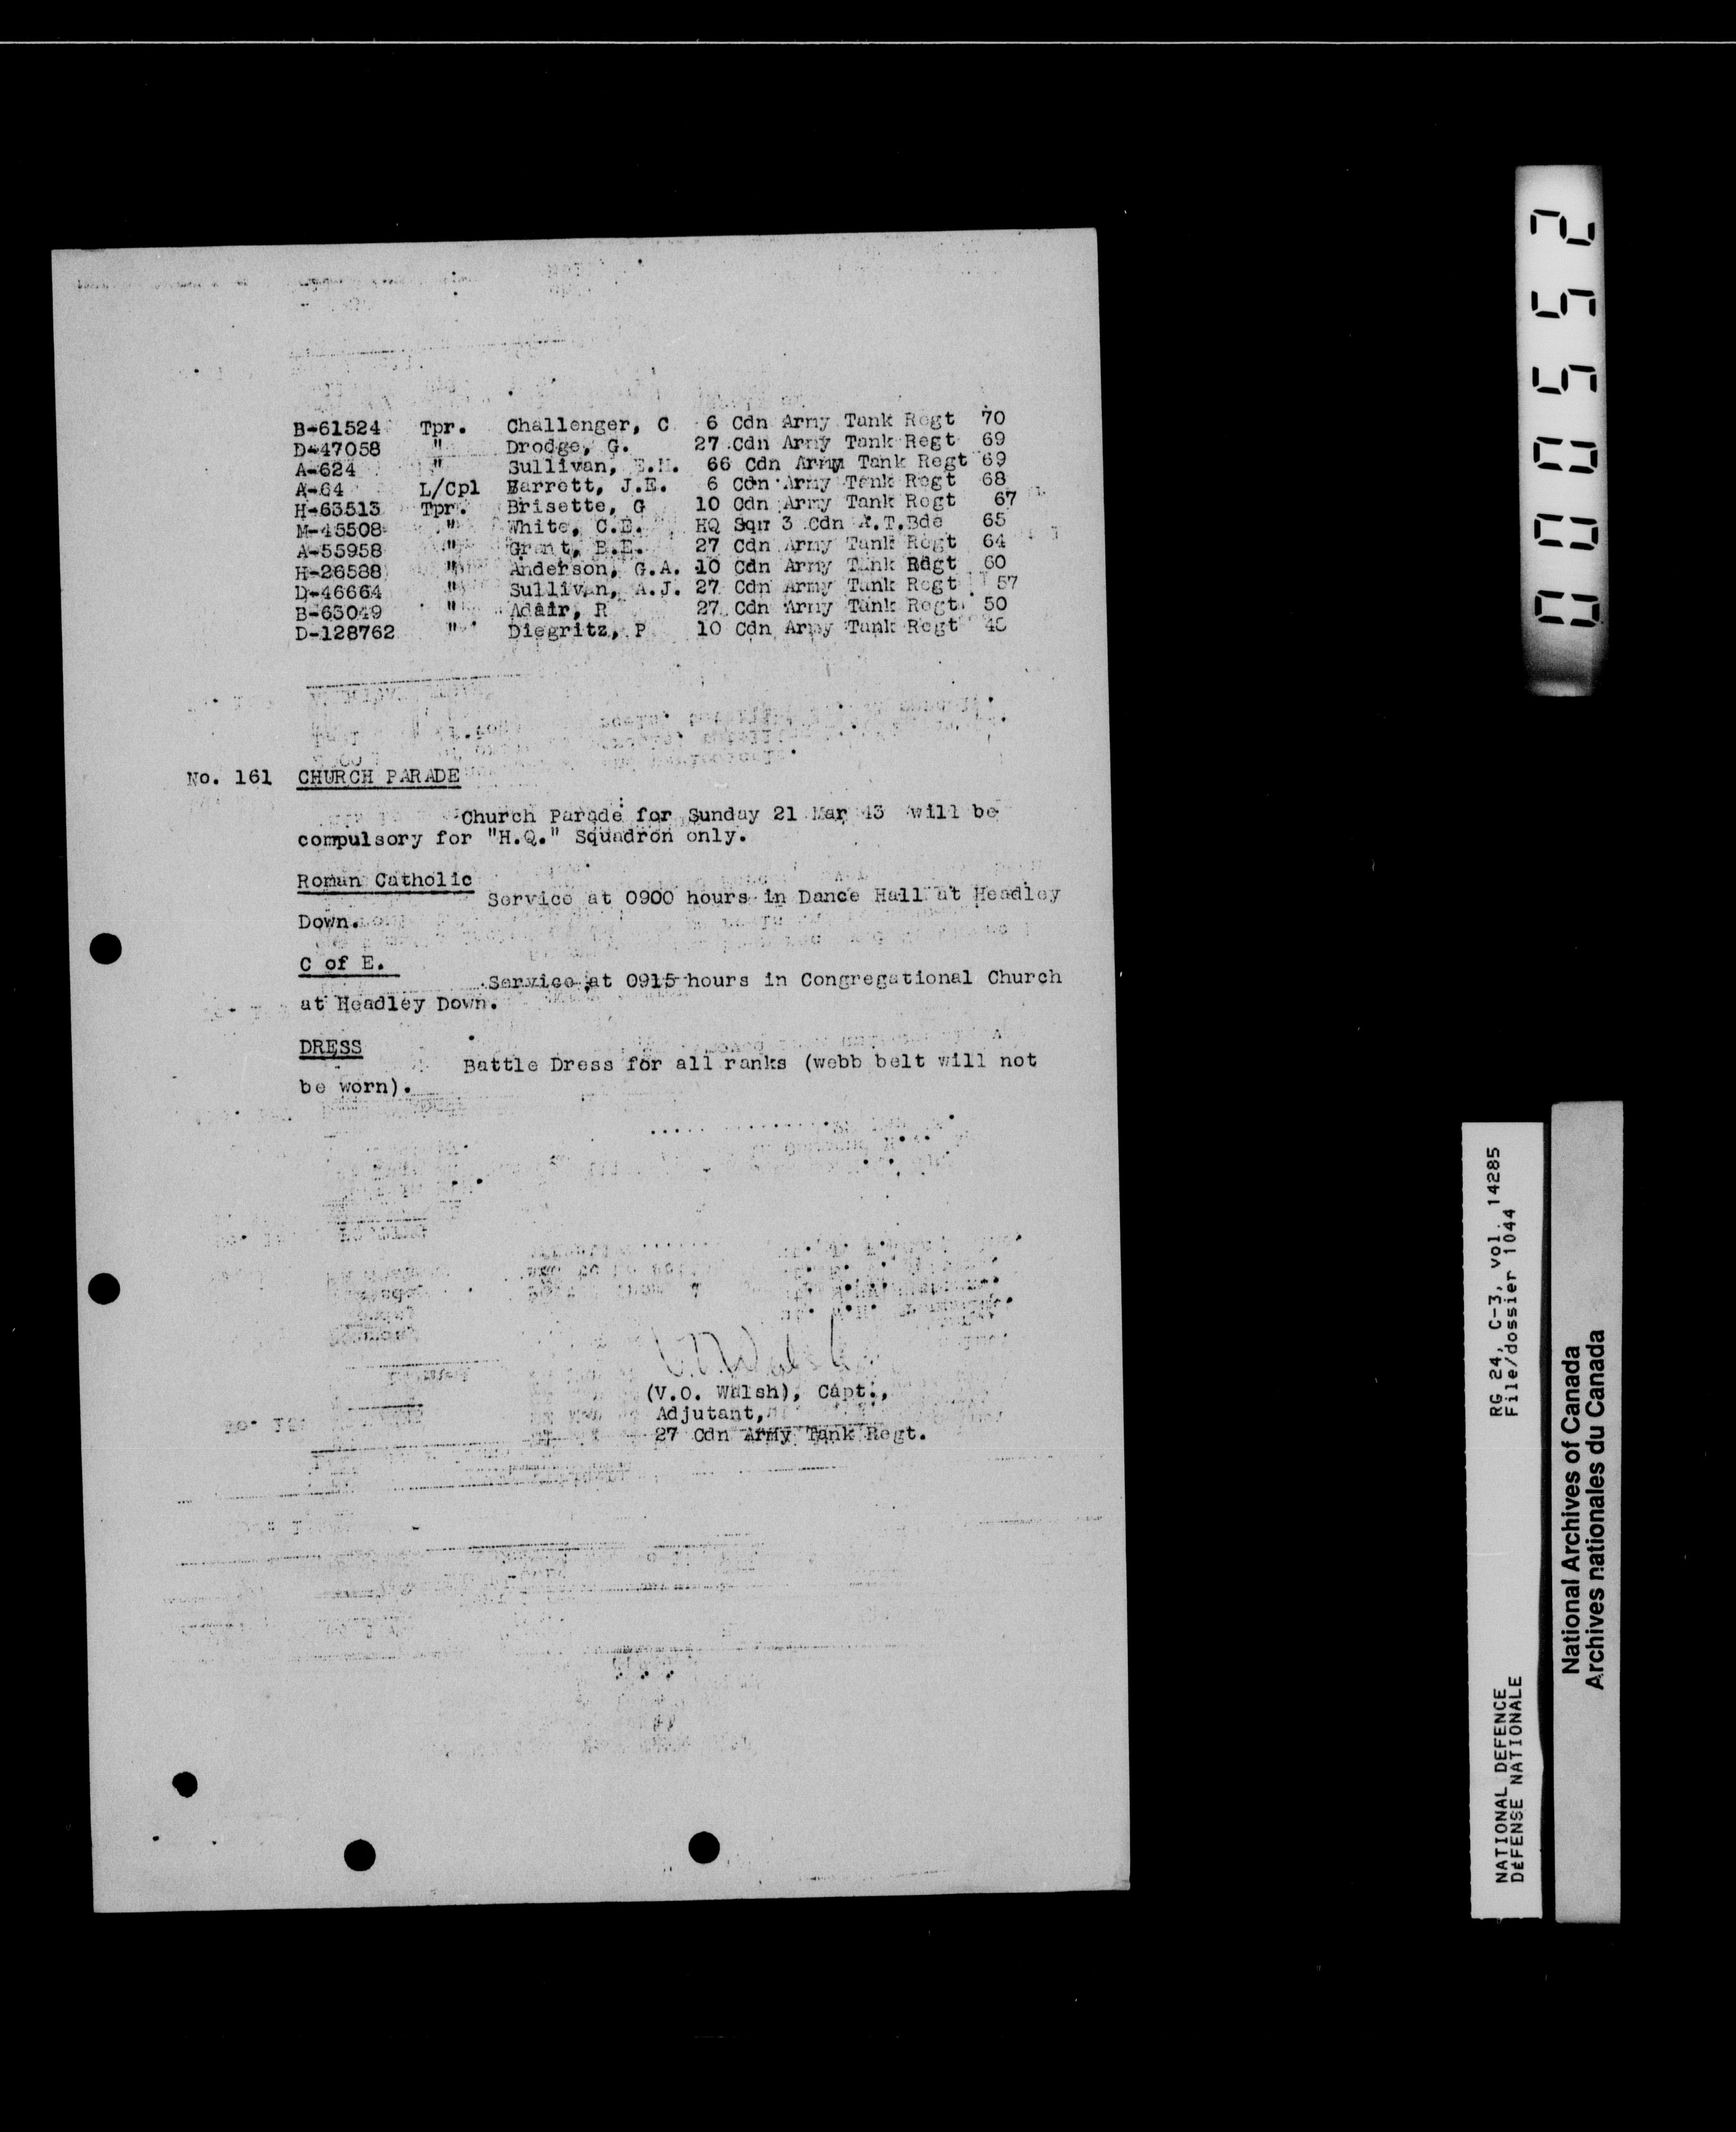 B-61524 Tpr. Challenger, C 6 Cdn Army Tank Regt 70
D-47058 " Drodge, G. 27 Cdn Army Tank Regt 69
A-624 " Sullivan, E.H. 66 Cdn Army Tank Regt 69
A-64 L/Cpl Barrett, J.E. 6 Cdn Army Tank Regt 68
H-63513 Tpr. Brisette, G 10 Cdn Army Tank Regt 67
M-45508 " White, C.E. HQ Sqn 3 Cdn A.T.Bde 65
A-55958 " Grant, E.E. 27 Cdn Army Tank Regt 64
H-26588 " Anderson, G.A. 10 Cdn Army Tank Rdgt 60
D-46664 " Sullivan, A.J. 27 Cdn Army Tank Regt 57
B-63049 " Adair, R 27 Cdn Army Tank Regt 50
D-128762 " Diegritz, P 10 Cdn Army Tank Regt
No. 161 CHURCH PARADE
Church Parade for Sunday 21 Mar 43 will be
compulsory for "H.Q." Squadron only.
Roman Catholic
Service at 0900 hours in Dance Hall at Headley
Down.
C of E.
Service at 0915 hours in Congregational Church
at Headley Down.
DRESS
Battle Dress for all ranks (webb belt will not
be worn).
V.O. Walsh
(V.O. Walsh), Capt.,
Adjutant,
27 Cdn Army Tank Regt.
000552
RG 24, C-3, vol. 14285
File/dossier 1044
NATIONAL DEFENCE
DÉFENSE NATIONALE
National Archives of Canada
Archives nationales du Canada